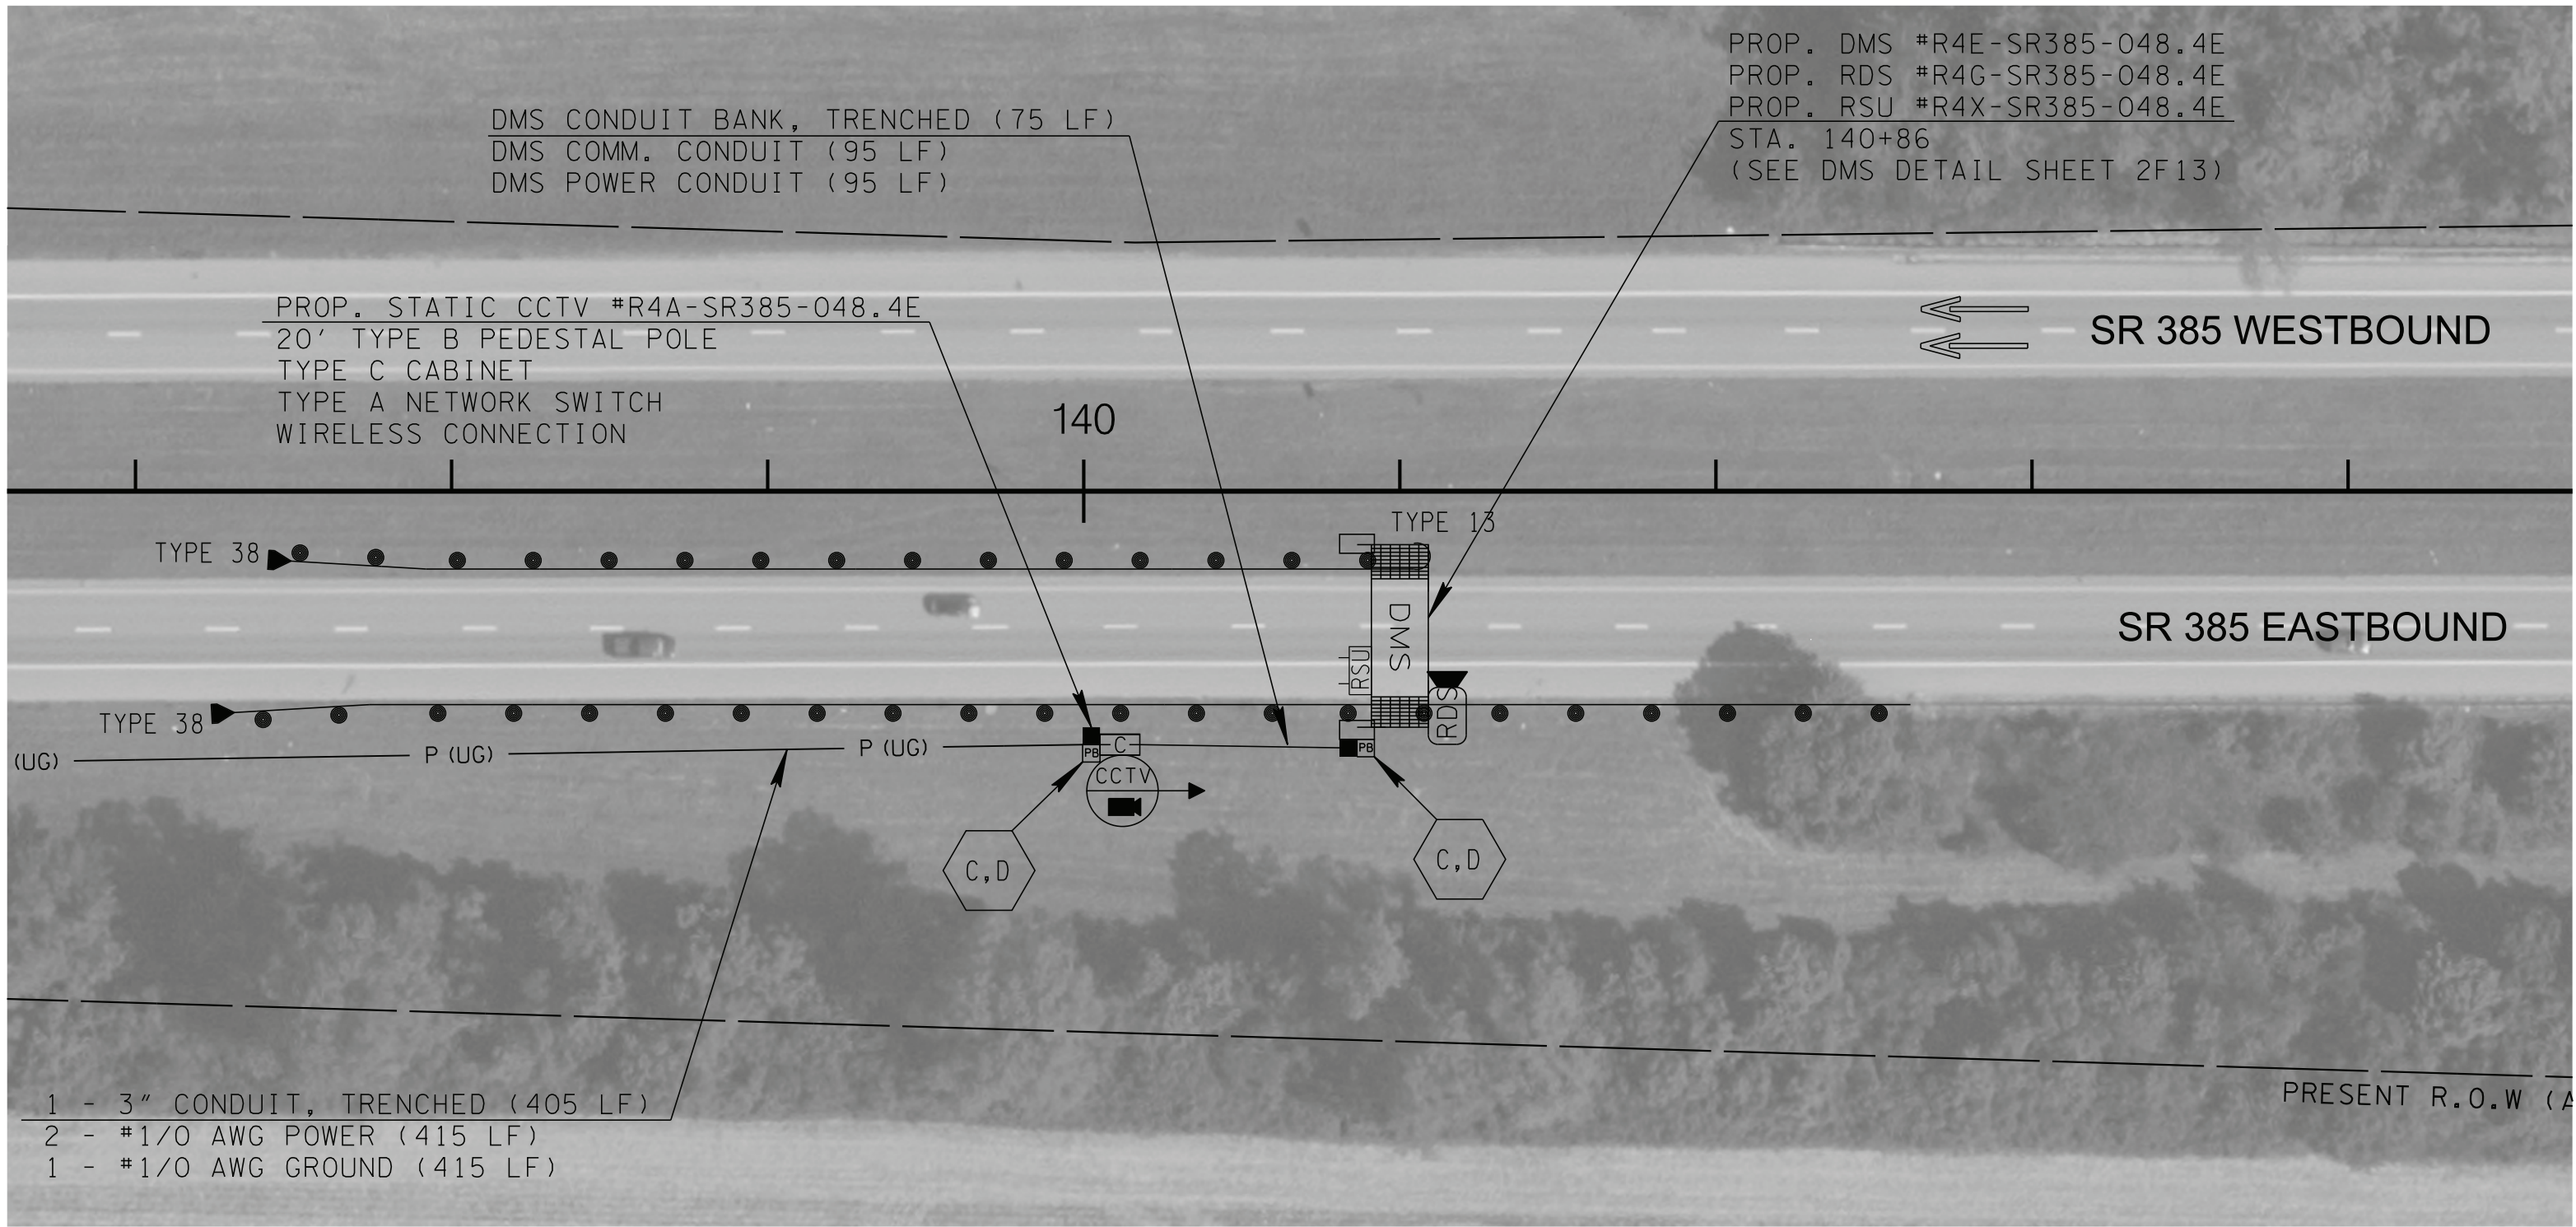 PROP. DMS #R4E-SR385-048.4E
PROP. RDS #R4G-SR385-048.4E
PROP. RSU #R4X-SR385-048.4E
STA. 140+86
(SEE DMS DETAIL SHEET 2F13)
DMS CONDUIT BANK, TRENCHED (75 LF)
DMS COMM. CONDUIT (95 LF)
DMS POWER CONDUIT (95 LF)
PROP. STATIC CCTV #R4A-SR385-048.4E
20' TYPE B PEDESTAL POLE
TYPE C CABINET
TYPE A NETWORK SWITCH
WIRELESS CONNECTION
SR 385 WESTBOUND
140
TYPE 13
TYPE 38
DMS
SR 385 EASTBOUND
RSU
RDS
TYPE 38
(UG)
P (UG)
P (UG)
PB
C
PB
CCTV
C,D
C,D
1 - 3" CONDUIT, TRENCHED (405 LF)
2 - #1/0 AWG POWER (415 LF)
1 - #1/0 AWG GROUND (415 LF)
PRESENT R.O.W (A